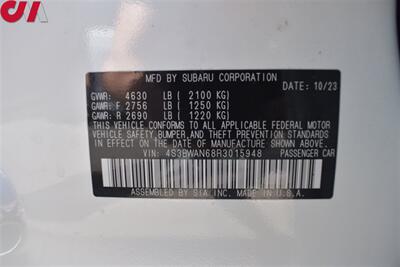 MFD BY SUBARU CORPORATION
DATE: 10/23
GVWR: 4630 LB ( 2100 KG)
GAWR: F 2756 LB ( 1250 KG)
GAWR: R 2690 LB ( 1220 KG)
THIS VEHICLE CONFORMS TO ALL APPLICABLE FEDERAL MOTOR
VEHICLE SAFETY, BUMPER, AND THEFT PREVENTION STANDARDS
IN EFFECT ON THE DATE OF MANUFACTURE SHOWN ABOVE.
VIN: 4S3BWAN68R3015948 PASSENGER CAR
ASSEMBLED BY SIA INC. MADE IN U.S.A.